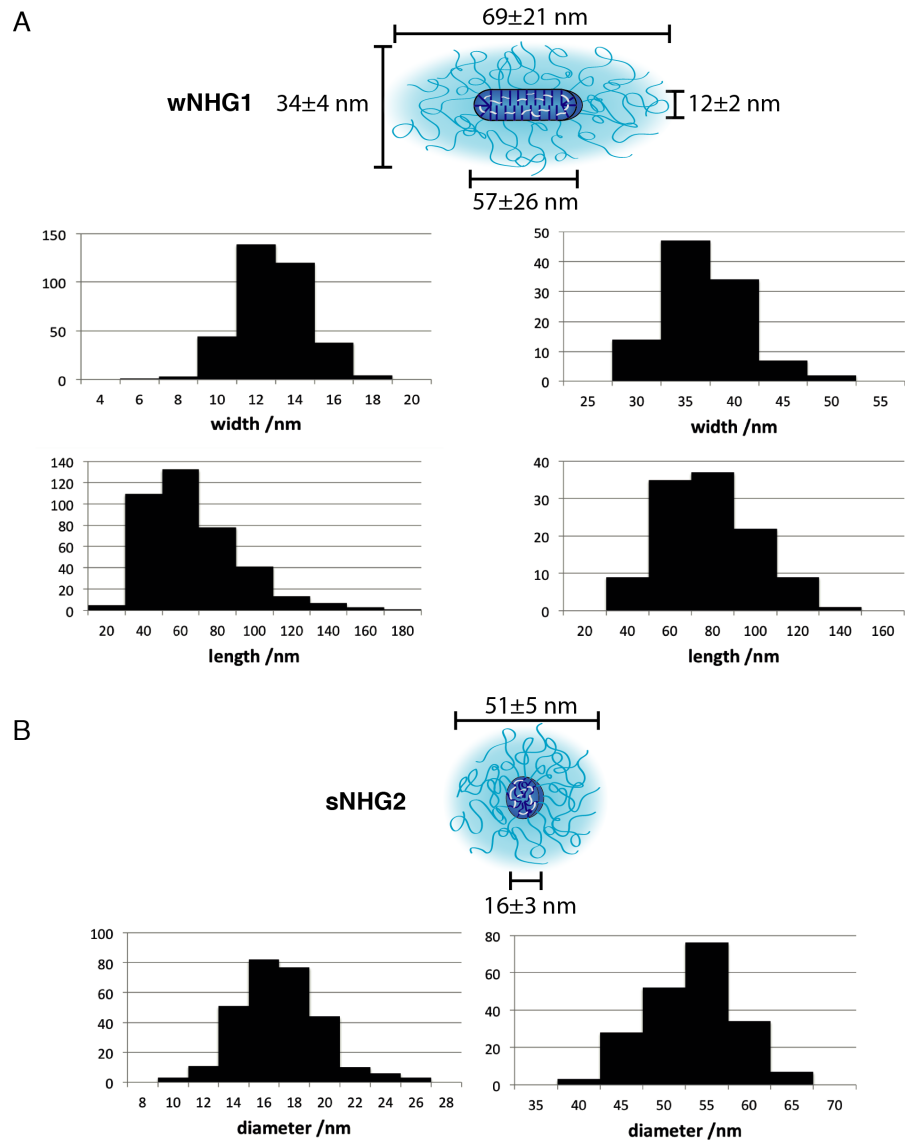 A
69±21 nm
wNHG1
34±4 nm
12±2 nm
57±26 nm
150
100
50
0
4 6 8 10 12 14 16 18 20
width /nm
50
40
30
20
10
0
25 30 35 40 45 50 55
width /nm
140
120
100
80
60
40
20
0
20 40 60 80 100 120 140 160 180
length /nm
40
30
20
10
0
20 40 60 80 100 120 140 160
length /nm
B
51±5 nm
sNHG2
16±3 nm
100
80
60
40
20
0
8 10 12 14 16 18 20 22 24 26 28
diameter /nm
80
60
40
20
0
35 40 45 50 55 60 65 70
diameter /nm